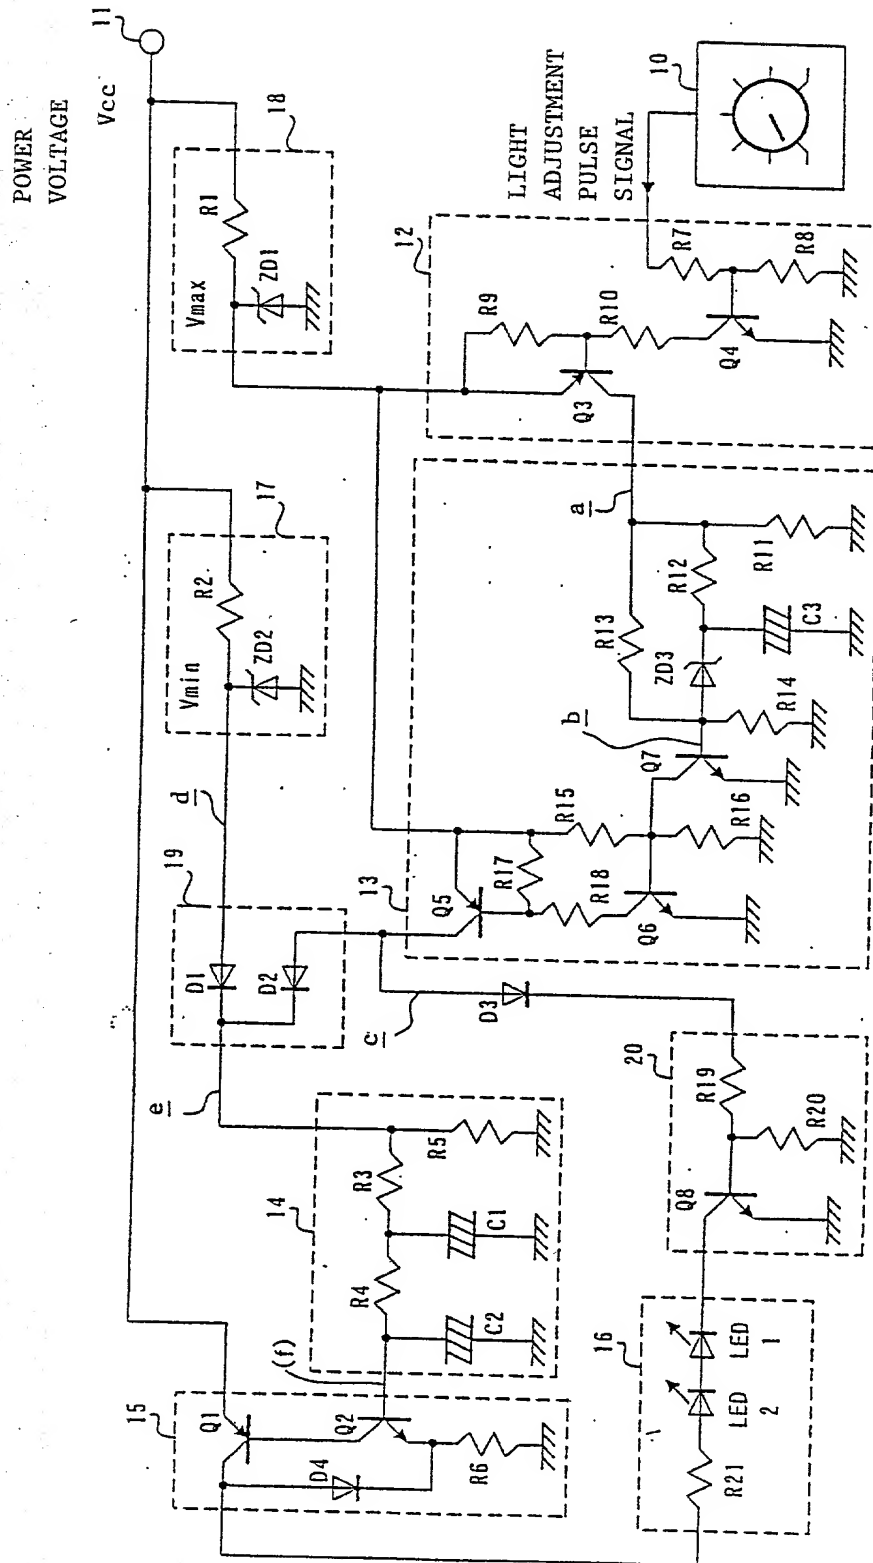 POWER
VOLTAGE
Vcc
11
18
R1
Vmax
ZD1
LIGHT
ADJUSTMENT
PULSE
SIGNAL
10
12
R7
R8
R9
R10
Q3
Q4
17
R2
Vmin
ZD2
d
a
13
R11
R12
R13
C3
ZD3
R14
b
Q7
R15
R16
R17
R18
Q5
Q6
19
D1
D2
D3
c
e
20
R19
R20
Q8
14
R3
R4
R5
C1
C2
(f)
15
Q1
Q2
D4
R6
16
LED
1
LED
2
R21